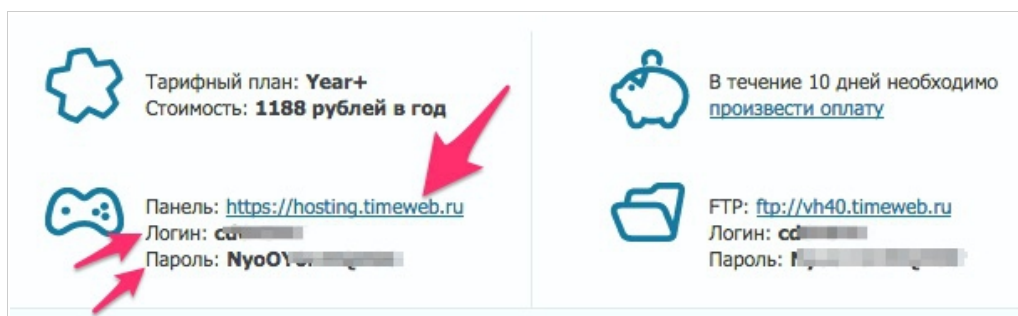 Тарифный план: Year+
Стоимость: 1188 рублей в год
В течение 10 дней необходимо
произвести оплату
Панель: https://hosting.timeweb.ru
Логин:
Пароль:
FTP: ftp://vh40.timeweb.ru
Логин:
Пароль: